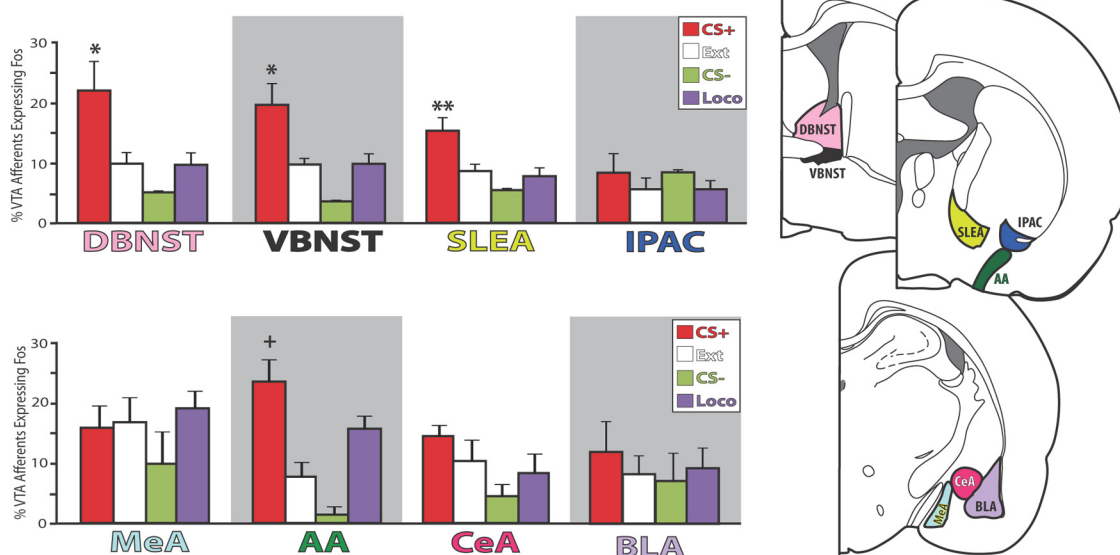 % VTA Afferents Expressing Fos
30
20
10
0
*
*
**
CS+
Ext
CS-
Loco
DBNST
VBNST
SLEA
IPAC
DBNST
VBNST
SLEA
IPAC
AA
% VTA Afferents Expressing Fos
30
20
10
0
+
CS+
Ext
CS-
Loco
MeA
AA
CeA
BLA
CeA
MeA
BLA